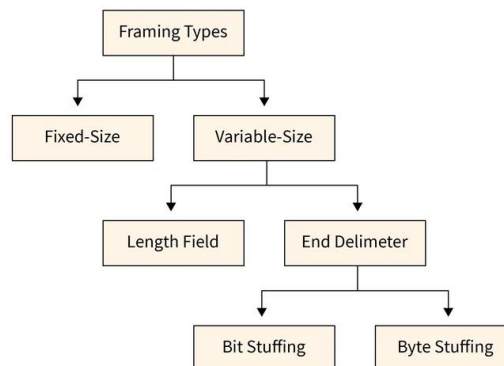 Framing Types
Fixed-Size
Variable-Size
Length Field
End Delimeter
Bit Stuffing
Byte Stuffing